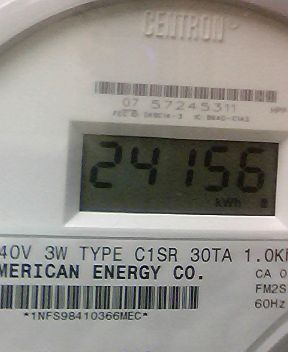 CENTRON
07 57245311
24156
kWh
40V 3W TYPE C1SR 30TA 1.0K
MERICAN ENERGY CO.
CA 0
FM2S
60Hz
*1NFS98410366MEC*